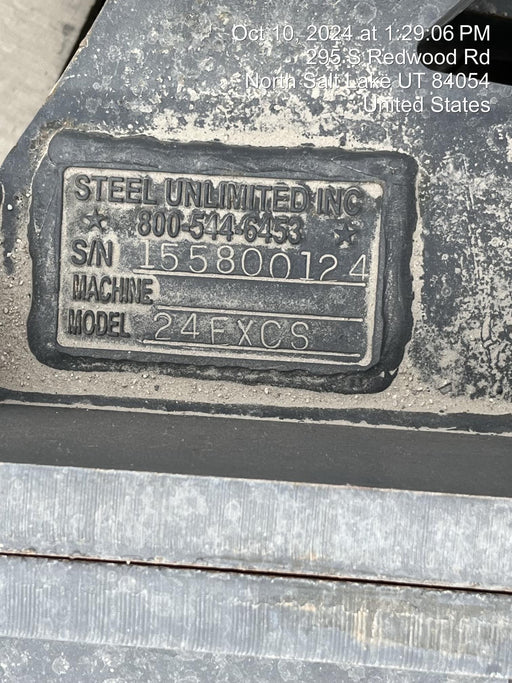 Oct 10, 2024 at 1:29:06 PM
295 S Redwood Rd
North Salt Lake UT 84054
United States
STEEL UNLIMITED INC
800-544-6453
S/N 155800124
MACHINE
MODEL 24FXCS